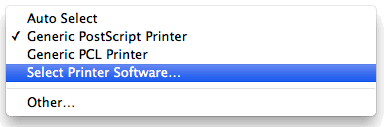 Auto Select
✓ Generic PostScript Printer
Generic PCL Printer
Select Printer Software...
Other...